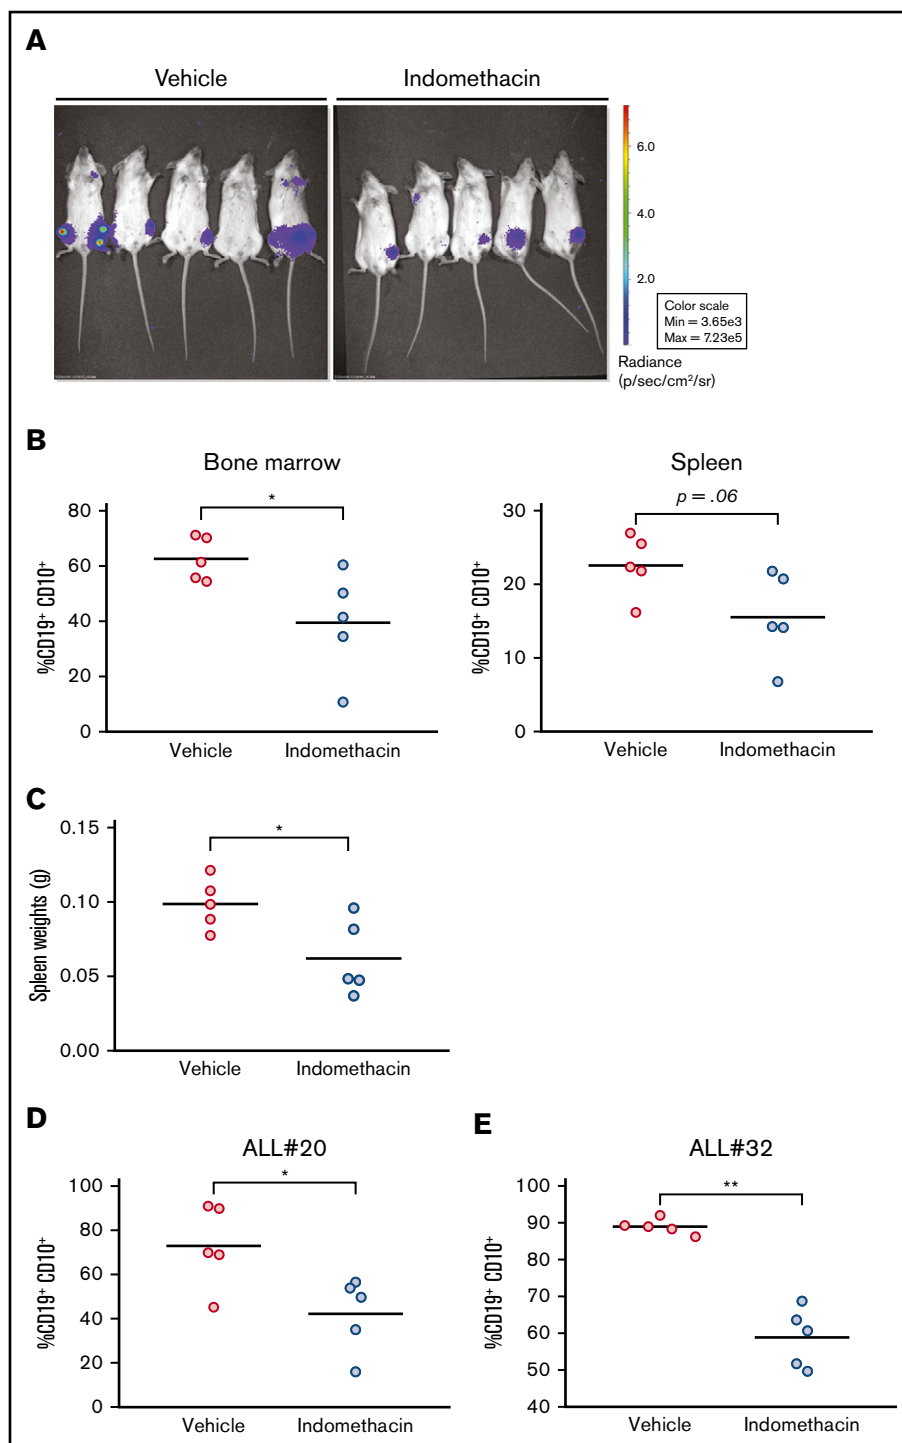 A
Vehicle
Indomethacin
6.0
4.0
2.0
Color scale
Min = 3.65e3
Max = 7.23e5
Radiance
(p/sec/cm²/sr)
B
Bone marrow
%CD19⁺ CD10⁺
80
60
40
20
0
*
Vehicle
Indomethacin
Spleen
%CD19⁺ CD10⁺
30
20
10
0
p = .06
Vehicle
Indomethacin
C
Spleen weights (g)
0.15
0.10
0.05
0.00
*
Vehicle
Indomethacin
D
ALL#20
%CD19⁺ CD10⁺
100
80
60
40
20
0
*
Vehicle
Indomethacin
E
ALL#32
%CD19⁺ CD10⁺
100
90
80
70
60
50
40
**
Vehicle
Indomethacin